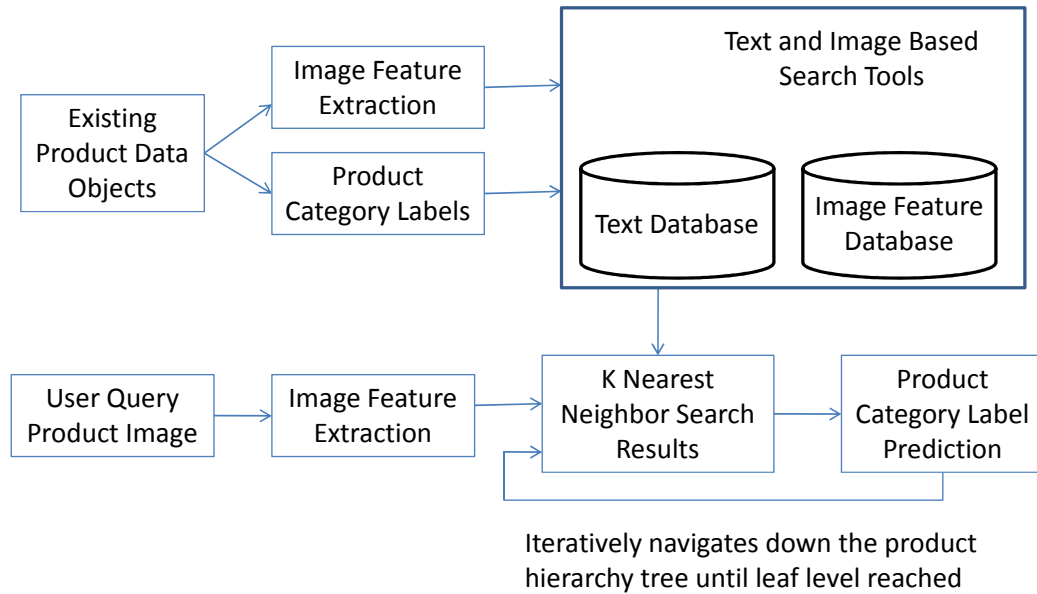 Existing
Product Data
Objects
Image Feature
Extraction
Product
Category Labels
Text and Image Based
Search Tools
Text Database
Image Feature
Database
User Query
Product Image
Image Feature
Extraction
K Nearest
Neighbor Search
Results
Product
Category Label
Prediction
Iteratively navigates down the product
hierarchy tree until leaf level reached